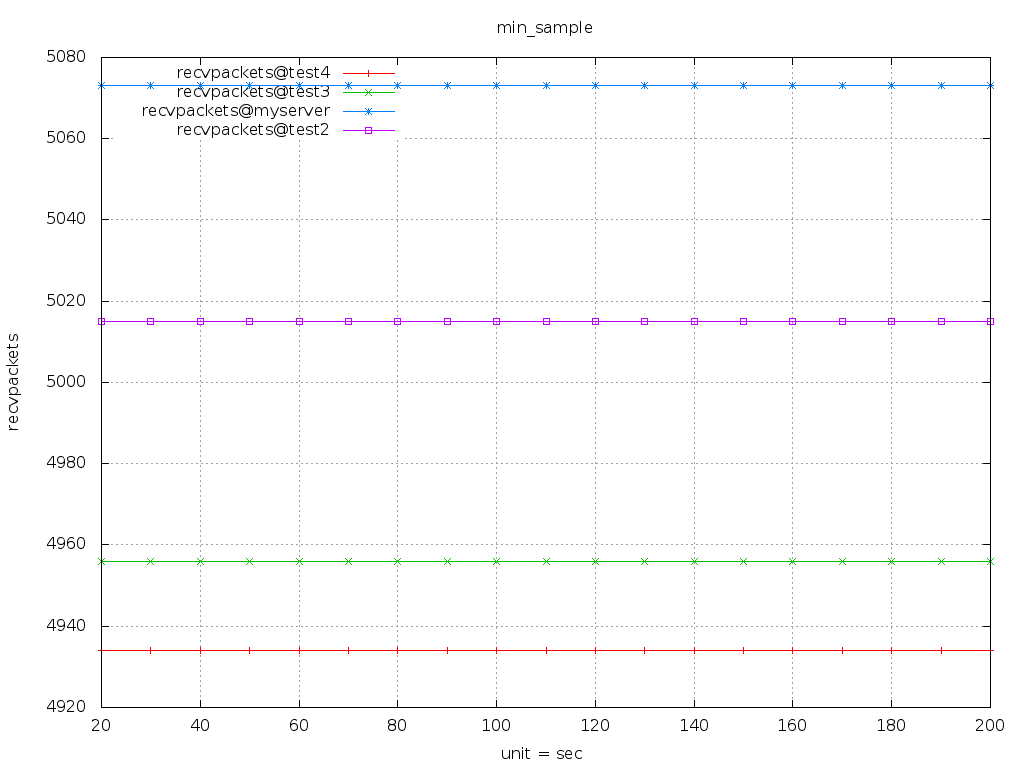 min_sample
5080
5060
5040
5020
5000
4980
4960
4940
4920
recvpackets@test4
recvpackets@test3
recvpackets@myserver
recvpackets@test2
recvpackets
20 40 60 80 100 120 140 160 180 200
unit = sec